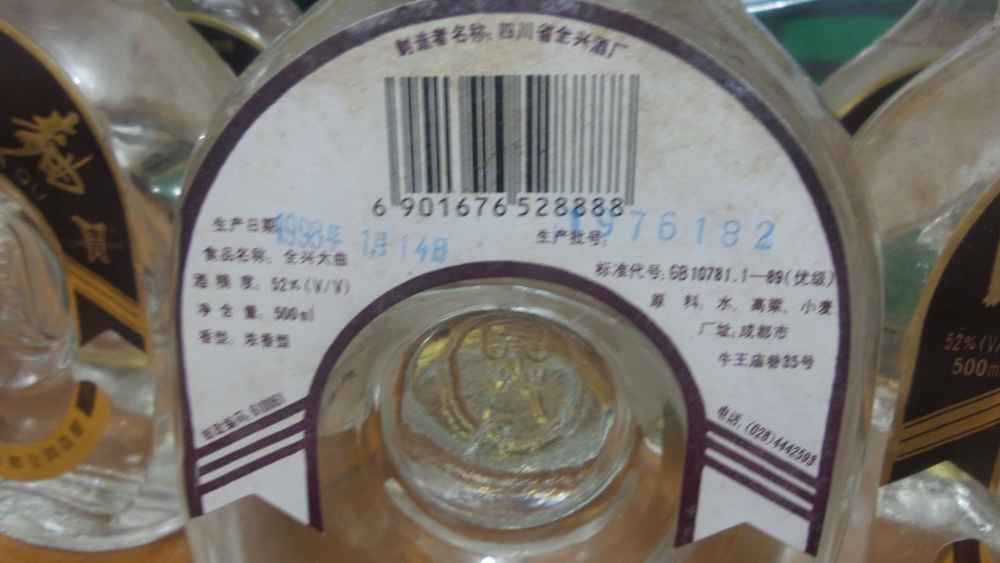 制造者名称：四川省全兴酒厂
6 901676 528888
生产日期：1998年 1月 14日
食品名称：全兴大曲
酒精度：52%(V/V)
净含量：500ml
香型：浓香型
生产批号：976182
标准代号：GB10781.1—89(优级)
原 料：水、高粱、小麦
厂址：成都市
牛王庙巷35号
电话：(028)4442593
52%(V/
500m